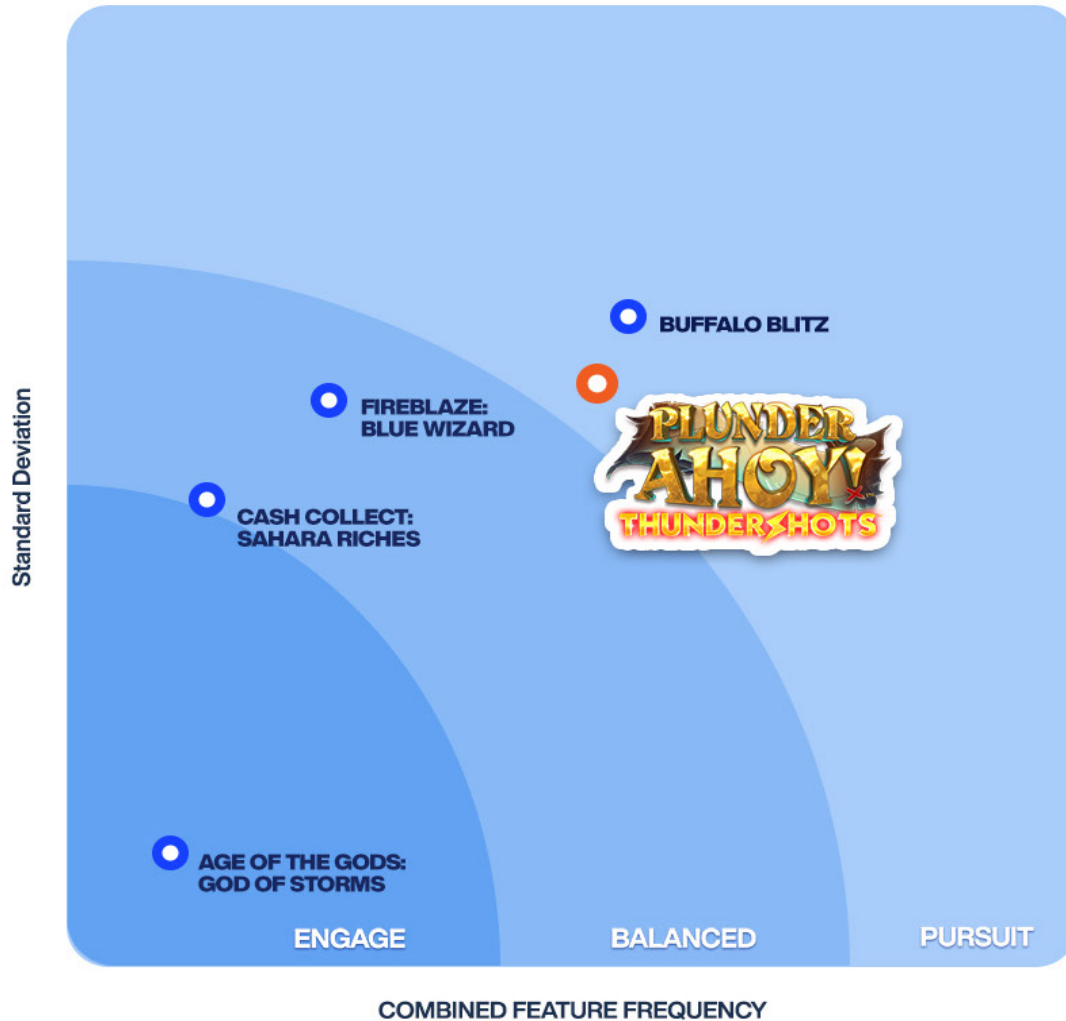 Standard Deviation
BUFFALO BLITZ
FIREBLAZE:
BLUE WIZARD
PLUNDER
AHOY!
THUNDERSHOTS
CASH COLLECT:
SAHARA RICHES
AGE OF THE GODS:
GOD OF STORMS
ENGAGE
BALANCED
PURSUIT
COMBINED FEATURE FREQUENCY